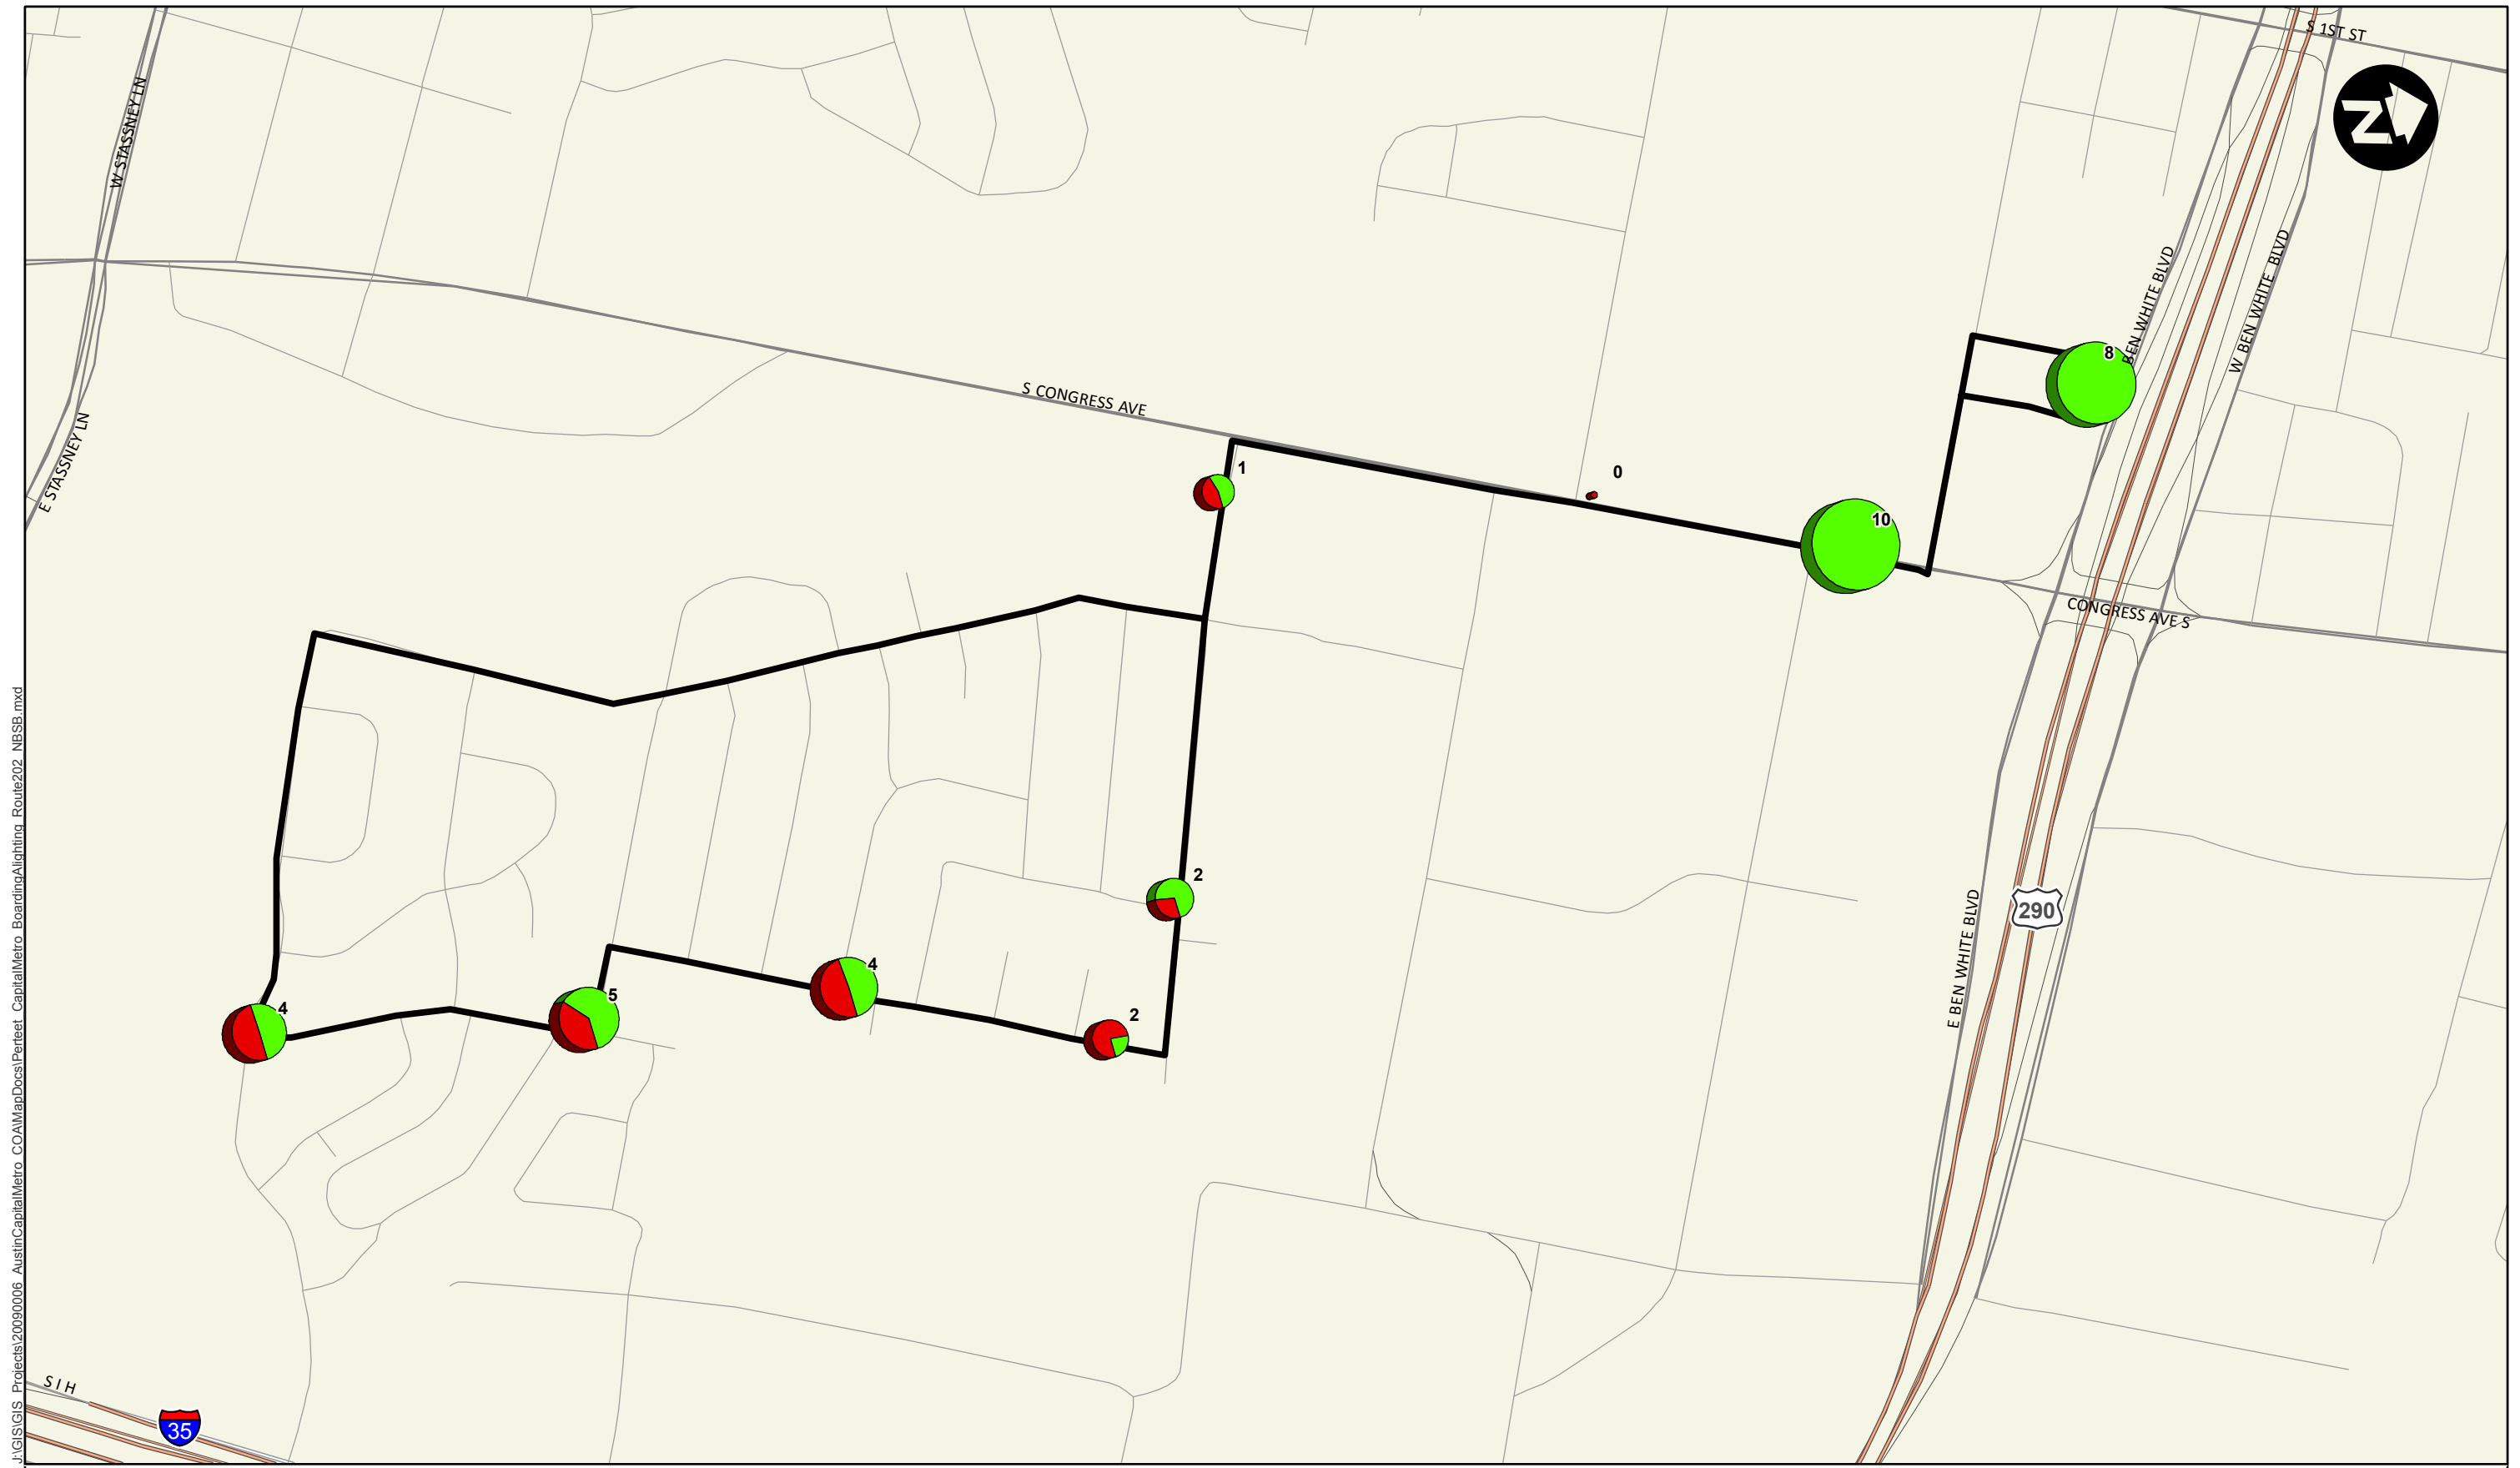 S 1ST ST
W STASSNEY LN
N
BEN WHITE BLVD
W BEN WHITE BLVD
8
S CONGRESS AVE
E STASSNEY LN
1
0
10
CONGRESS AVE S
2
290
E BEN WHITE BLVD
4
5
4
2
S I H
35
J:\GIS\GIS_Projects\20090006_AustinCapitalMetro_COA\MapDocs\Perteet_CapitalMetro_BoardingAlighting_Route202_NBSB.mxd